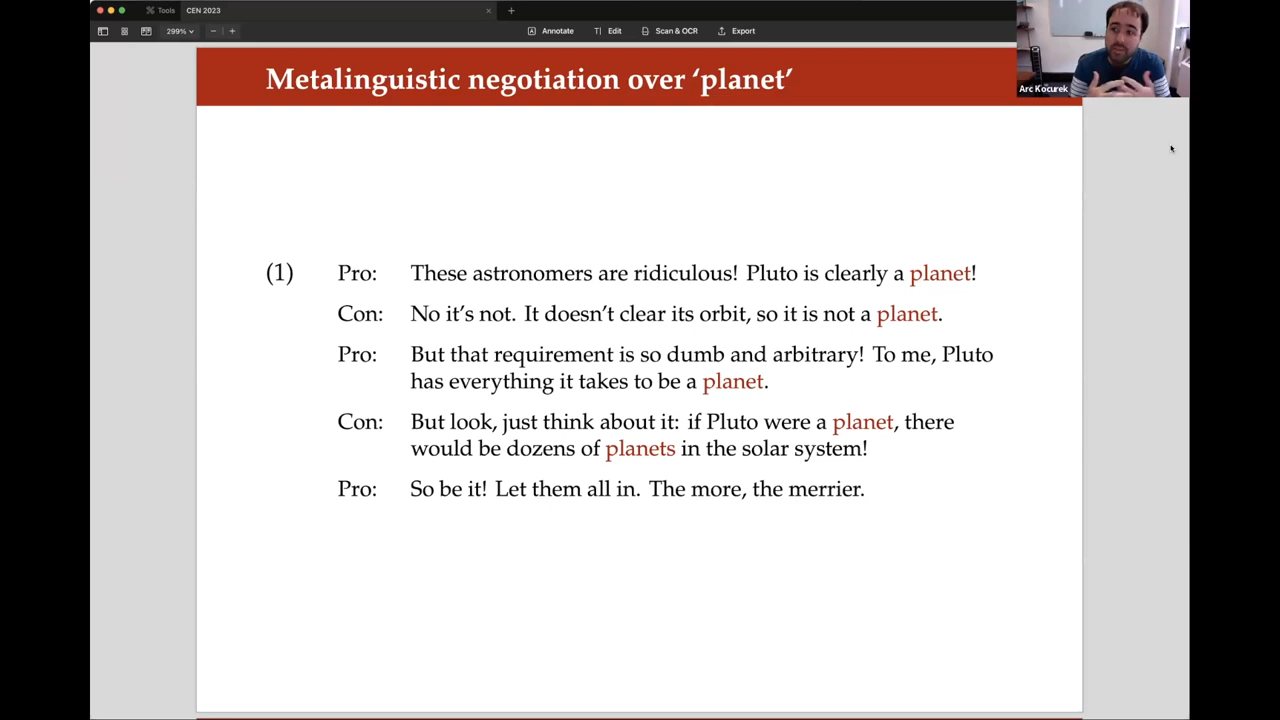 Tools
CEN 2023
299%
Annotate
Edit
Scan & OCR
Export
Arc Kocurek
Metalinguistic negotiation over ‘planet’
(1) Pro: These astronomers are ridiculous! Pluto is clearly a planet!
Con: No it’s not. It doesn’t clear its orbit, so it is not a planet.
Pro: But that requirement is so dumb and arbitrary! To me, Pluto
has everything it takes to be a planet.
Con: But look, just think about it: if Pluto were a planet, there
would be dozens of planets in the solar system!
Pro: So be it! Let them all in. The more, the merrier.